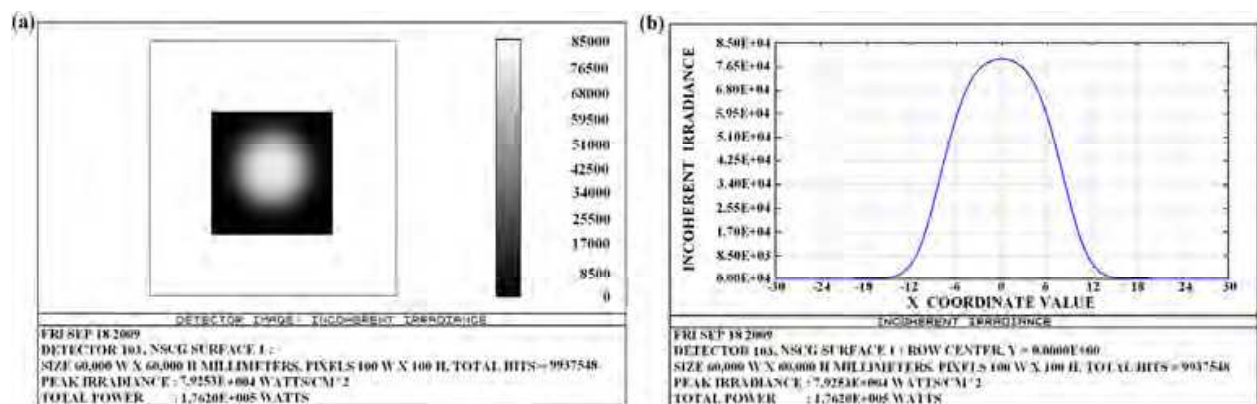 (a)
85000
76500
68000
59500
51000
42500
34000
25500
17000
8500
0
DETECTOR IMAGE: INCOHERENT IRRADIANCE
FRI SEP 18 2009
DETECTOR 103, NSCG SURFACE 1 :
SIZE 60,000 W X 60,000 H MILLIMETERS, PIXELS 100 W X 100 H, TOTAL HITS = 9937548
PEAK IRRADIANCE : 7.9253E+004 WATTS/CM^2
TOTAL POWER : 1.7620E+005 WATTS
(b)
INCOHERENT IRRADIANCE
8.50E+04
7.65E+04
6.80E+04
5.95E+04
5.10E+04
4.25E+04
3.40E+04
2.55E+04
1.70E+04
8.50E+03
0.00E+04
-30 -24 -18 -12 -6 0 6 12 18 24 30
X COORDINATE VALUE
INCOHERENT IRRADIANCE
FRI SEP 18 2009
DETECTOR 103, NSCG SURFACE 1 : ROW CENTER, Y = 0.0000E+00
SIZE 60,000 W X 60,000 H MILLIMETERS, PIXELS 100 W X 100 H, TOTAL HITS = 9937548
PEAK IRRADIANCE : 7.9253E+004 WATTS/CM^2
TOTAL POWER : 1.7620E+005 WATTS